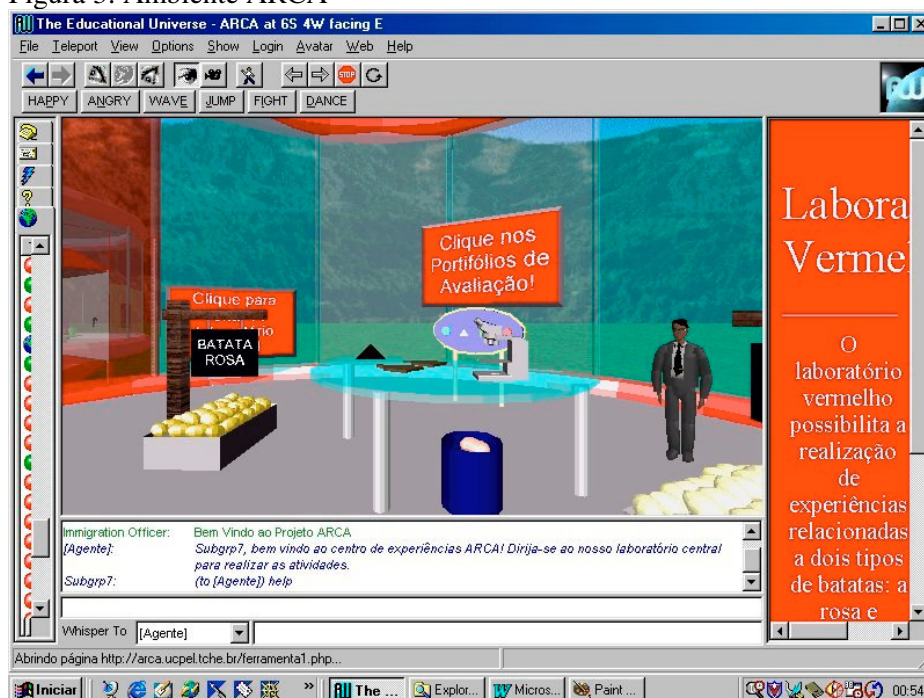 Figura 3: Ambiente ARCA
The Educational Universe - ARCA at 6S 4W facing E
File Teleport View Options Show Login Avatar Web Help
STOP
HAPPY ANGRY WAVE JUMP FIGHT DANCE
Clique nos
Portifólios de
Avaliação!
Clique para
BATATA
ROSA
Labora
Verme
O
laboratório
vermelho
possibilita a
realização
de
experiências
relacionadas
a dois tipos
de batatas: a
rosa e
Immigration Officer: Bem Vindo ao Projeto ARCA
[Agente]: Subgrp7, bem vindo ao centro de experiências ARCA! Dirija-se ao nosso laboratório central
para realizar as atividades.
Subgrp7: (to [Agente]) help
Whisper To [Agente]
Abrindo página http://arca.ucpel.tche.br/ferramenta1.php...
Iniciar » The ... Explor... Micros... Paint ...